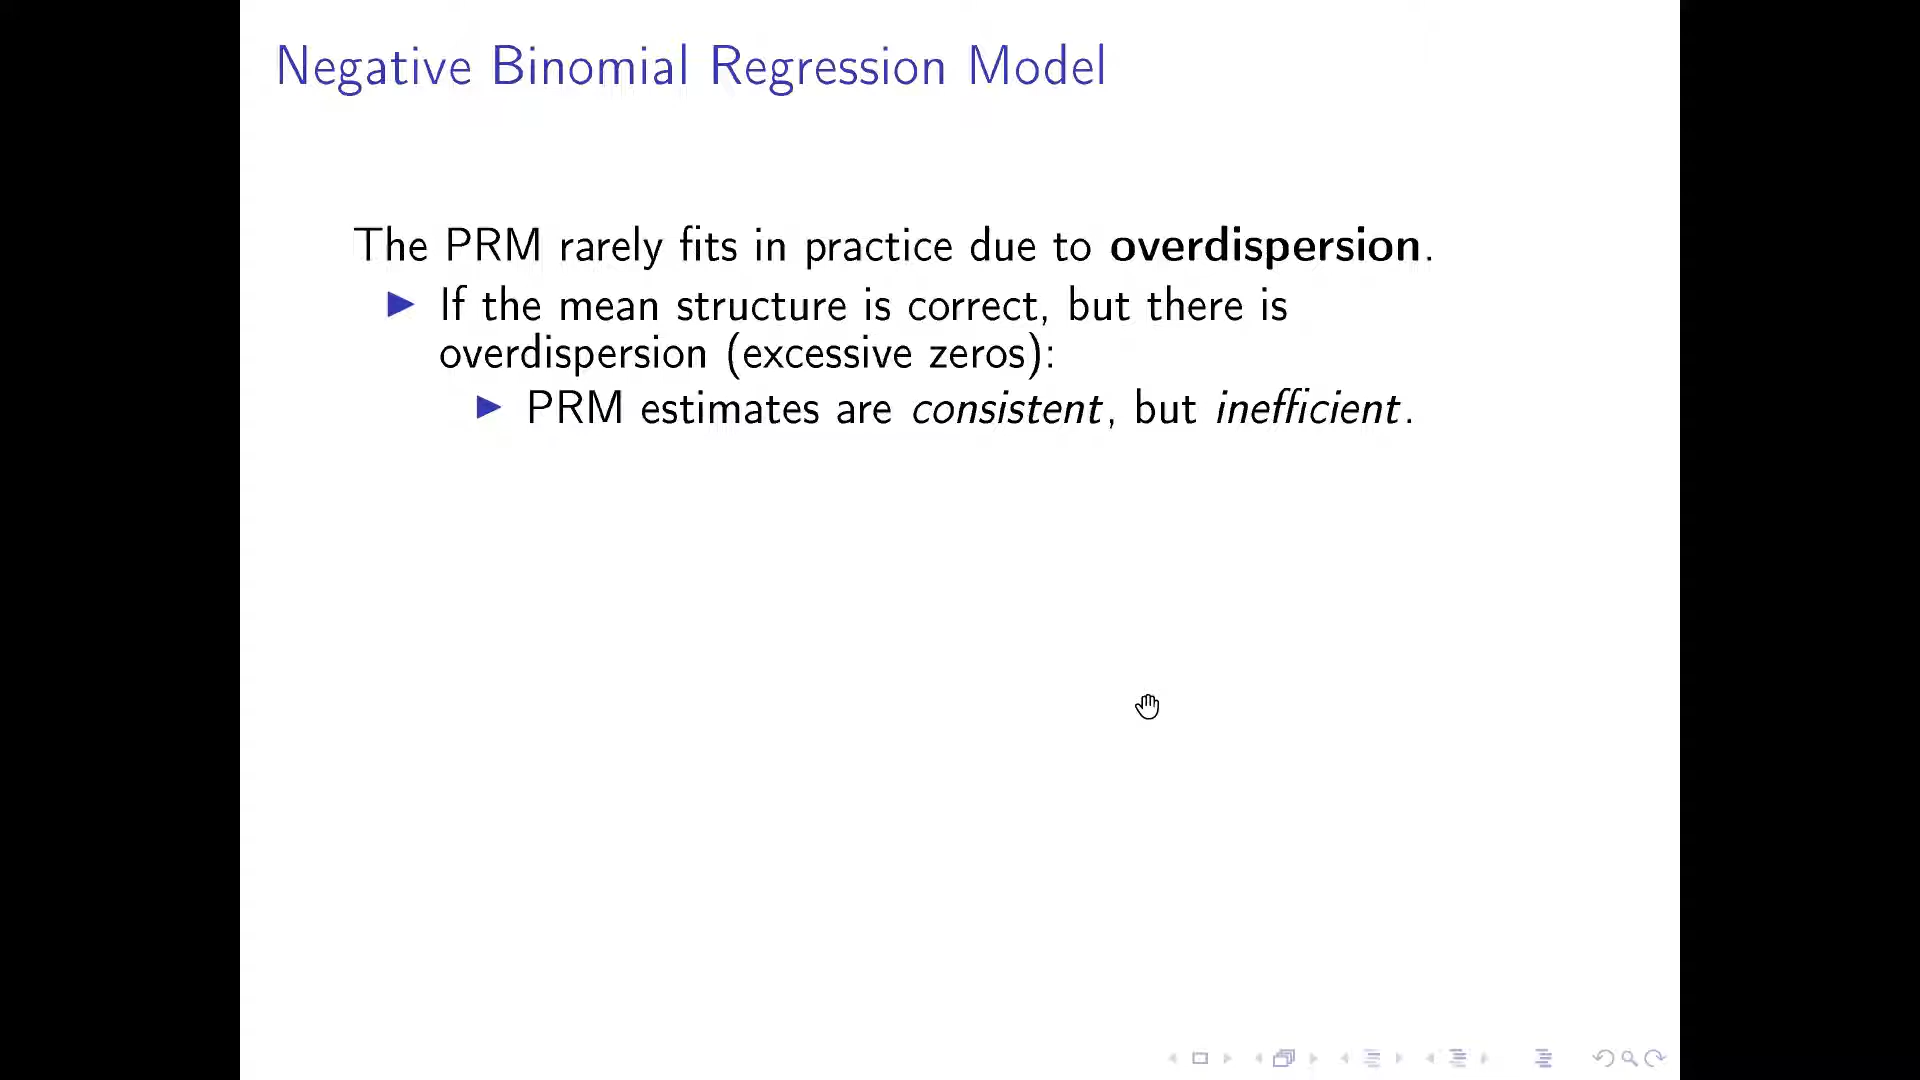 Negative Binomial Regression Model
The PRM rarely fits in practice due to overdispersion.
If the mean structure is correct, but there is
overdispersion (excessive zeros):
PRM estimates are consistent, but inefficient.